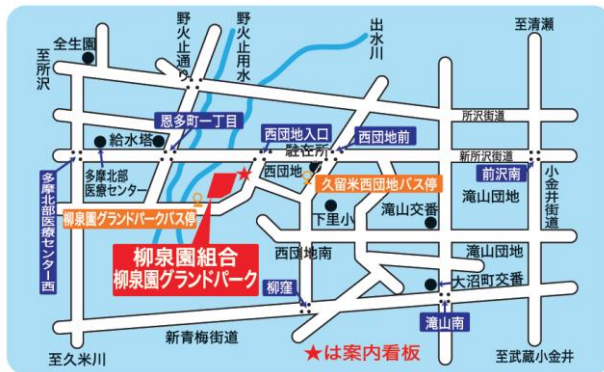 至清瀬
全生園
野火止通り
野火止用水
出水川
至所沢
所沢街道
恩多町一丁目
給水塔
西団地入口
駐在所
西団地前
新所沢街道
多摩北部医療センター西
多摩北部
医療センター
西団地
久留米西団地バス停
前沢南
小金井街道
柳泉園グランドパークバス停
下里小
滝山交番
滝山団地
柳泉園組合
柳泉園グランドパーク
西団地南
滝山団地
柳窪
大沼町交番
滝山南
新青梅街道
★は案内看板
至久米川
至武蔵小金井